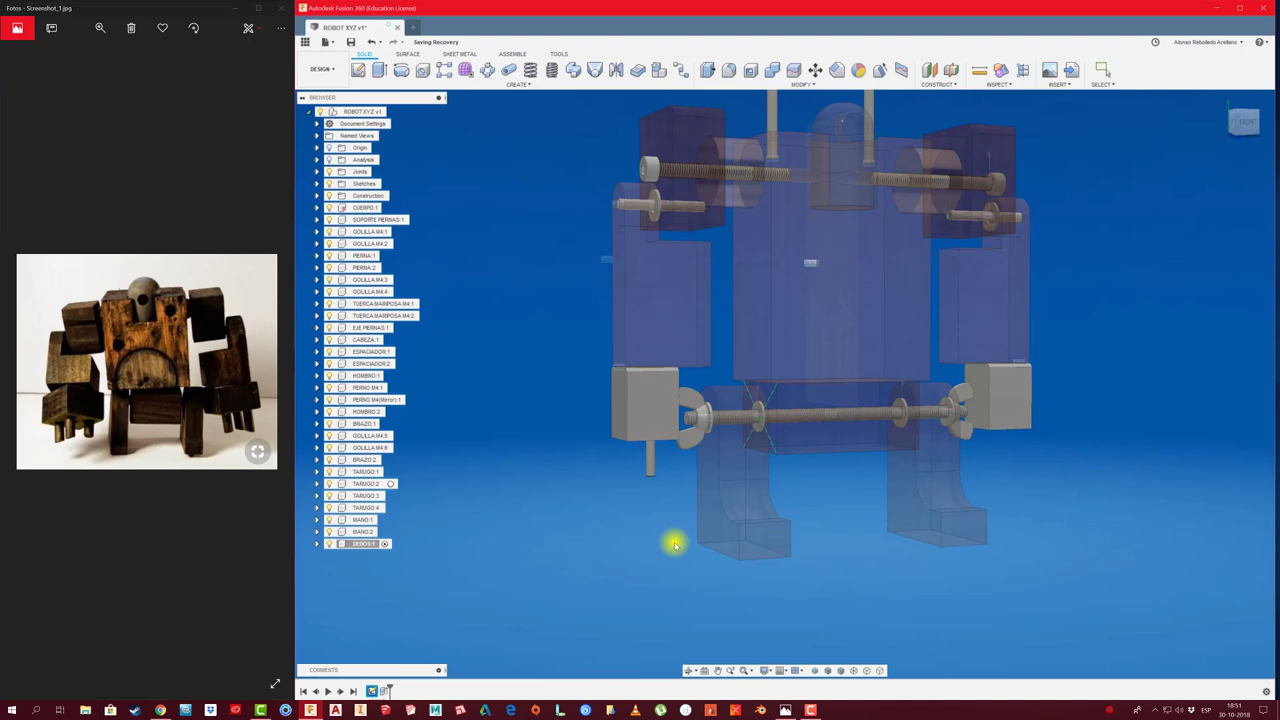 Fotos - Screenshot_1.jpg
Autodesk Fusion 360 (Education License)
ROBOT XYZ v1*
Saving Recovery
Alonso Rebolledo Arellano
SOLID SURFACE SHEET METAL ASSEMBLE TOOLS
DESIGN
CREATE MODIFY CONSTRUCT INSPECT INSERT SELECT
BROWSER
ROBOT XYZ v1
Document Settings
Named Views
Origin
Analysis
Joints
Sketches
Construction
CUERPO:1
SOPORTE PIERNAS:1
GOLILLA M4:1
GOLILLA M4:2
PIERNA:1
PIERNA:2
GOLILLA M4:3
GOLILLA M4:4
TUERCA MARIPOSA M4:1
TUERCA MARIPOSA M4:2
EJE PIERNAS:1
CABEZA:1
ESPACIADOR:1
ESPACIADOR:2
HOMBRO:1
PERNO M4:1
PERNO M4(Mirror):1
HOMBRO:2
BRAZO:1
GOLILLA M4:5
GOLILLA M4:6
BRAZO:2
TARUGO:1
TARUGO:2
TARUGO:3
TARUGO:4
MANO:1
MANO:2
DEDOS:1
FRONT
COMMENTS
ESP
18:51
30-10-2018